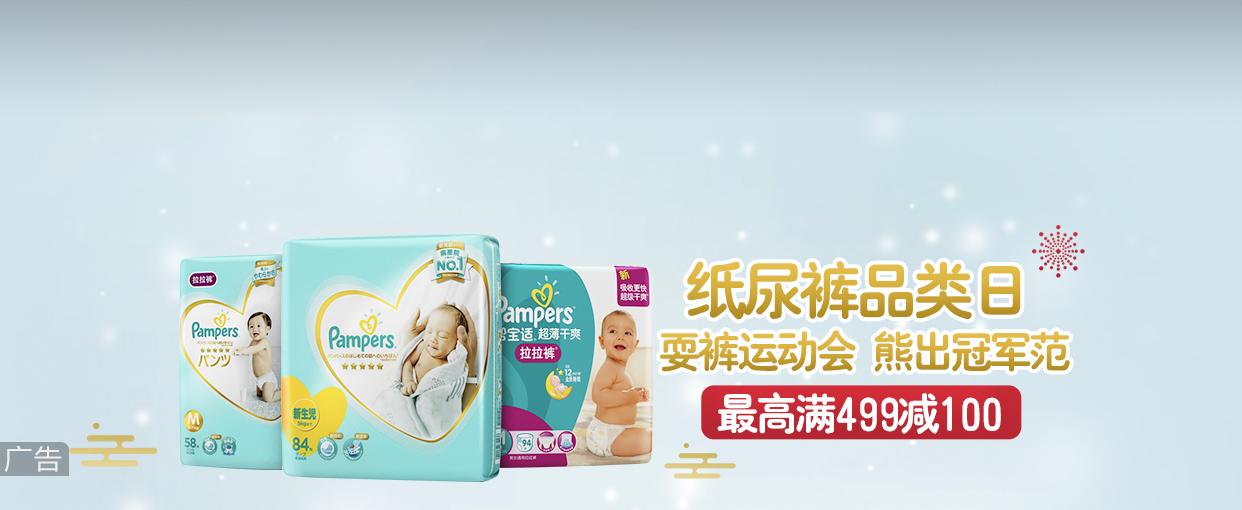 纸尿裤品类日
耍裤运动会 熊出冠军范
最高满499减100
广告
拉拉裤
Pampers
パンツ
M
58
NO.1
Pampers
新生児
5kg
84
新
吸收更快
超级干爽
Pampers
宝适 超薄干爽
拉拉裤
12
94